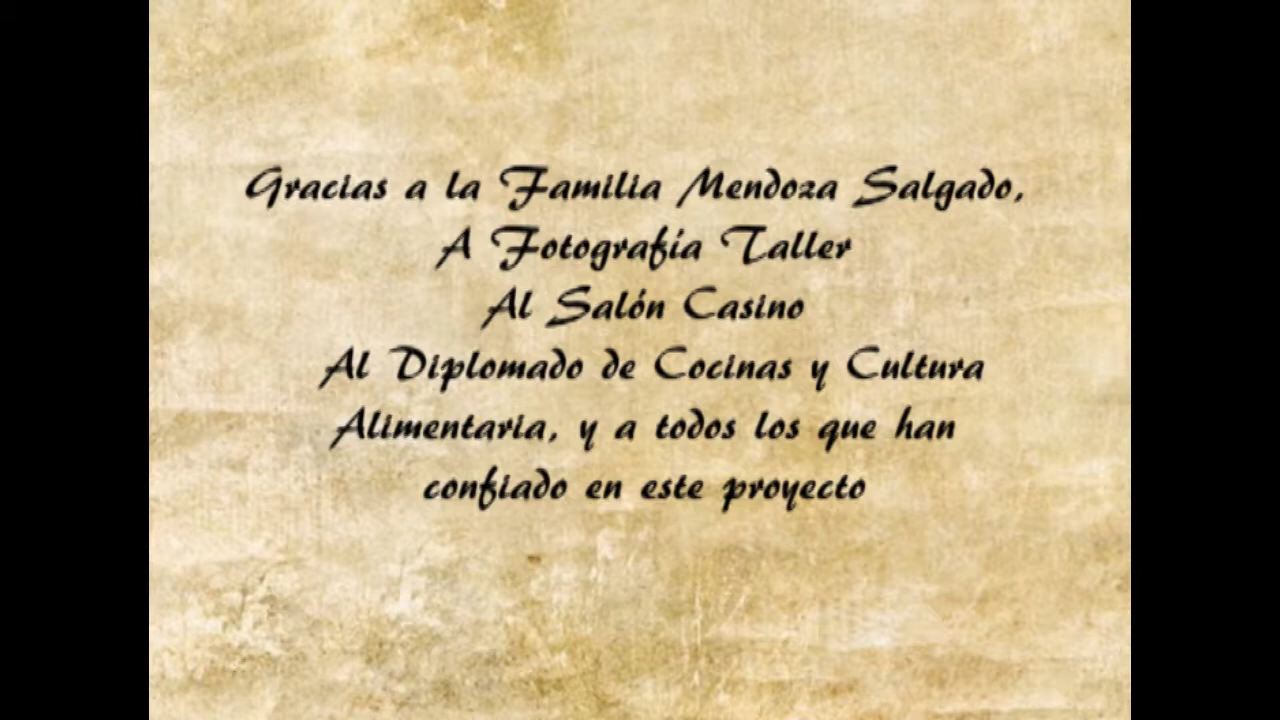 Gracias a la Familia Mendoza Salgado,
A Fotografía Taller
Al Salón Casino
Al Diplomado de Cocinas y Cultura
Alimentaria, y a todos los que han
confiado en este proyecto